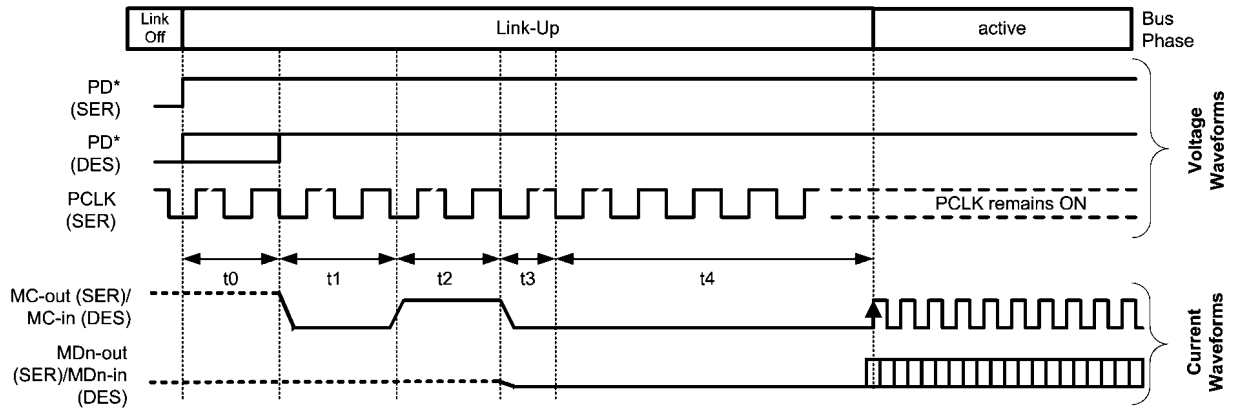 Link
Off
Link-Up
active
Bus
Phase
PD*
(SER)
PD*
(DES)
PCLK
(SER)
PCLK remains ON
Voltage
Waveforms
t0
t1
t2
t3
t4
MC-out (SER)/
MC-in (DES)
MDn-out
(SER)/MDn-in
(DES)
Current
Waveforms